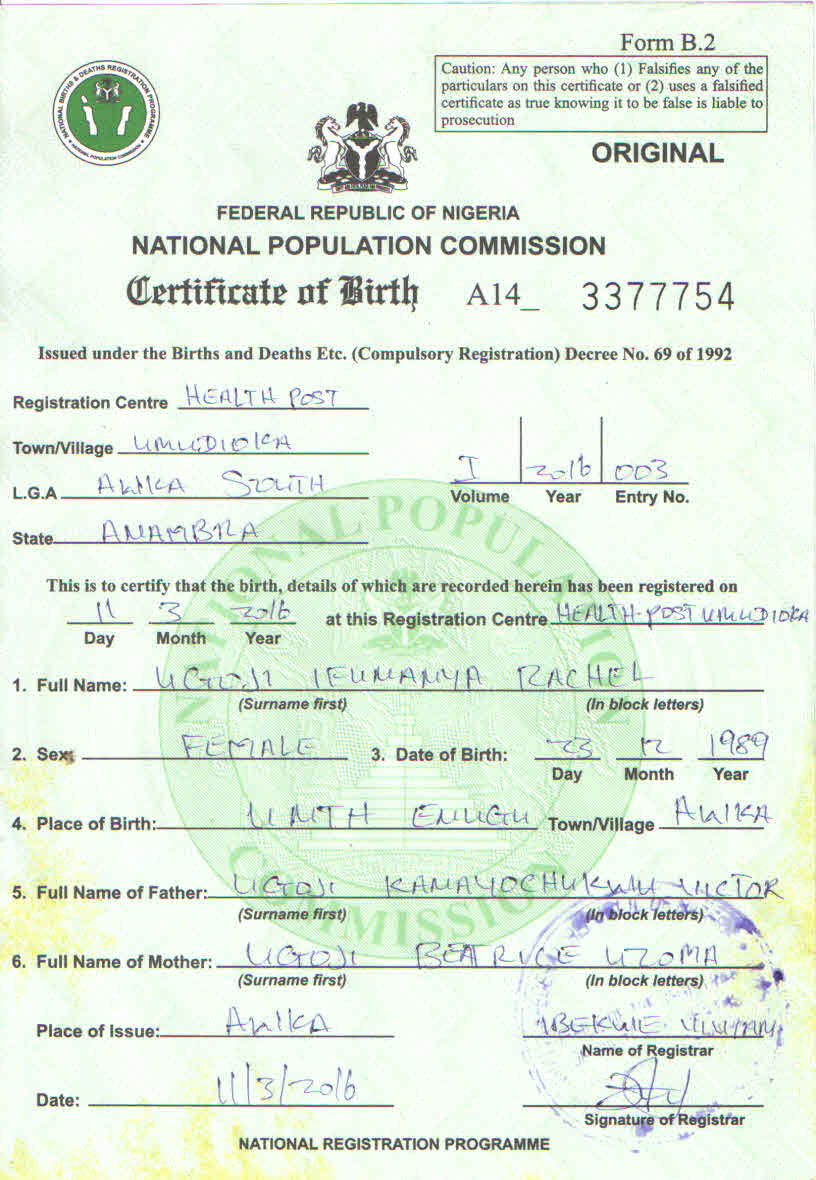 Form B.2
Caution: Any person who (1) Falsifies any of the
particulars on this certificate or (2) uses a falsified
certificate as true knowing it to be false is liable to
prosecution
NATIONAL BIRTHS & DEATHS REGISTRATION PROGRAMME
NATIONAL POPULATION COMMISSION
ORIGINAL
FEDERAL REPUBLIC OF NIGERIA
NATIONAL POPULATION COMMISSION
Certificate of Birth A14_ 3377754
Issued under the Births and Deaths Etc. (Compulsory Registration) Decree No. 69 of 1992
Registration Centre HEALTH POST
Town/Village UMUDIOKA
L.G.A AWKA SOUTH
I 2016 003
Volume Year Entry No.
State ANAMBRA
NATIONAL POPULATION COMMISSION
This is to certify that the birth, details of which are recorded herein has been registered on
11 3 2016 at this Registration Centre HEALTH POST UMUDIOKA
Day Month Year
1. Full Name: UGOJI IFUNANYA RACHEL
(Surname first) (In block letters)
2. Sex: FEMALE 3. Date of Birth: 23 12 1989
Day Month Year
4. Place of Birth: UNTH ENUGU Town/Village AWKA
5. Full Name of Father: UGOJI KANAYOCHUKWU VICTOR
(Surname first) (In block letters)
6. Full Name of Mother: UGOJI BEATRICE UZOMA
(Surname first) (In block letters)
Place of Issue: AWKA IBEKWE
Name of Registrar
Date: 11/3/2016
Signature of Registrar
NATIONAL REGISTRATION PROGRAMME